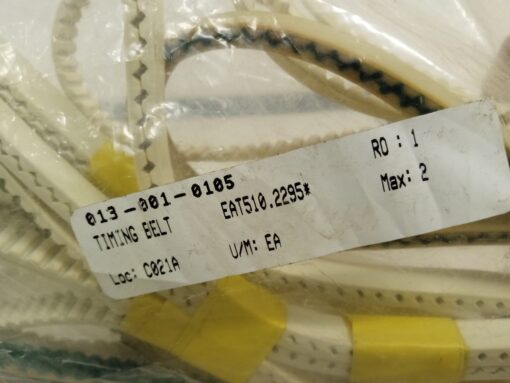 013-001-0105
TIMING BELT EAT510.2295* RO : 1
Loc: C021A U/M: EA Max: 2